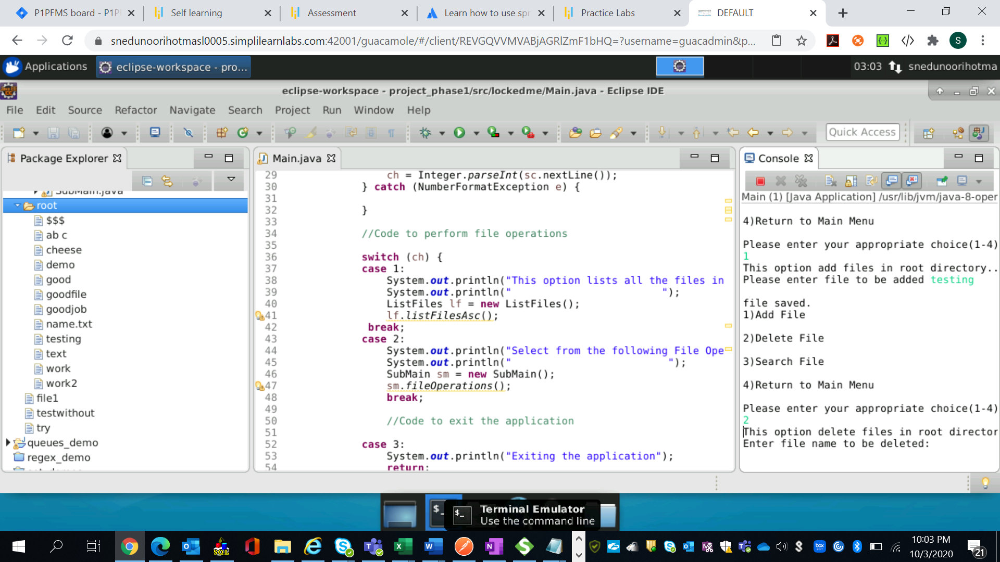 P1PFMS board - P1P
Self learning
Assessment
Learn how to use spr
Practice Labs
DEFAULT
snedunoorihotmasl0005.simplilearnlabs.com:42001/guacamole/#/client/REVGQVVMVABjAGRlZmF1bHQ=?username=guacadmin&p...
S
Applications
eclipse-workspace - pro...
03:03
snedunoorihotma
eclipse-workspace - project_phase1/src/lockedme/Main.java - Eclipse IDE
File Edit Source Refactor Navigate Search Project Run Window Help
Quick Access
Package Explorer
SubMain.java
root
$$$
ab c
cheese
demo
good
goodfile
goodjob
name.txt
testing
text
work
work2
file1
testwithout
try
queues_demo
regex_demo
Main.java
29 ch = Integer.parseInt(sc.nextLine());
30 } catch (NumberFormatException e) {
31
32 }
33
34 //Code to perform file operations
35
36 switch (ch) {
37 case 1:
38 System.out.println("This option lists all the files in
39 System.out.println(" ");
40 ListFiles lf = new ListFiles();
41 lf.listFilesAsc();
42 break;
43 case 2:
44 System.out.println("Select from the following File Ope
45 System.out.println(" ");
46 SubMain sm = new SubMain();
47 sm.fileOperations();
48 break;
49
50 //Code to exit the application
51
52 case 3:
53 System.out.println("Exiting the application");
54 return;
Console
Main (1) [Java Application] /usr/lib/jvm/java-8-oper
4)Return to Main Menu
Please enter your appropriate choice(1-4)
1
This option add files in root directory..
Please enter file to be added testing
file saved.
1)Add File
2)Delete File
3)Search File
4)Return to Main Menu
Please enter your appropriate choice(1-4)
2
This option delete files in root director
Enter file name to be deleted:
Terminal Emulator
Use the command line
10:03 PM
10/3/2020
21